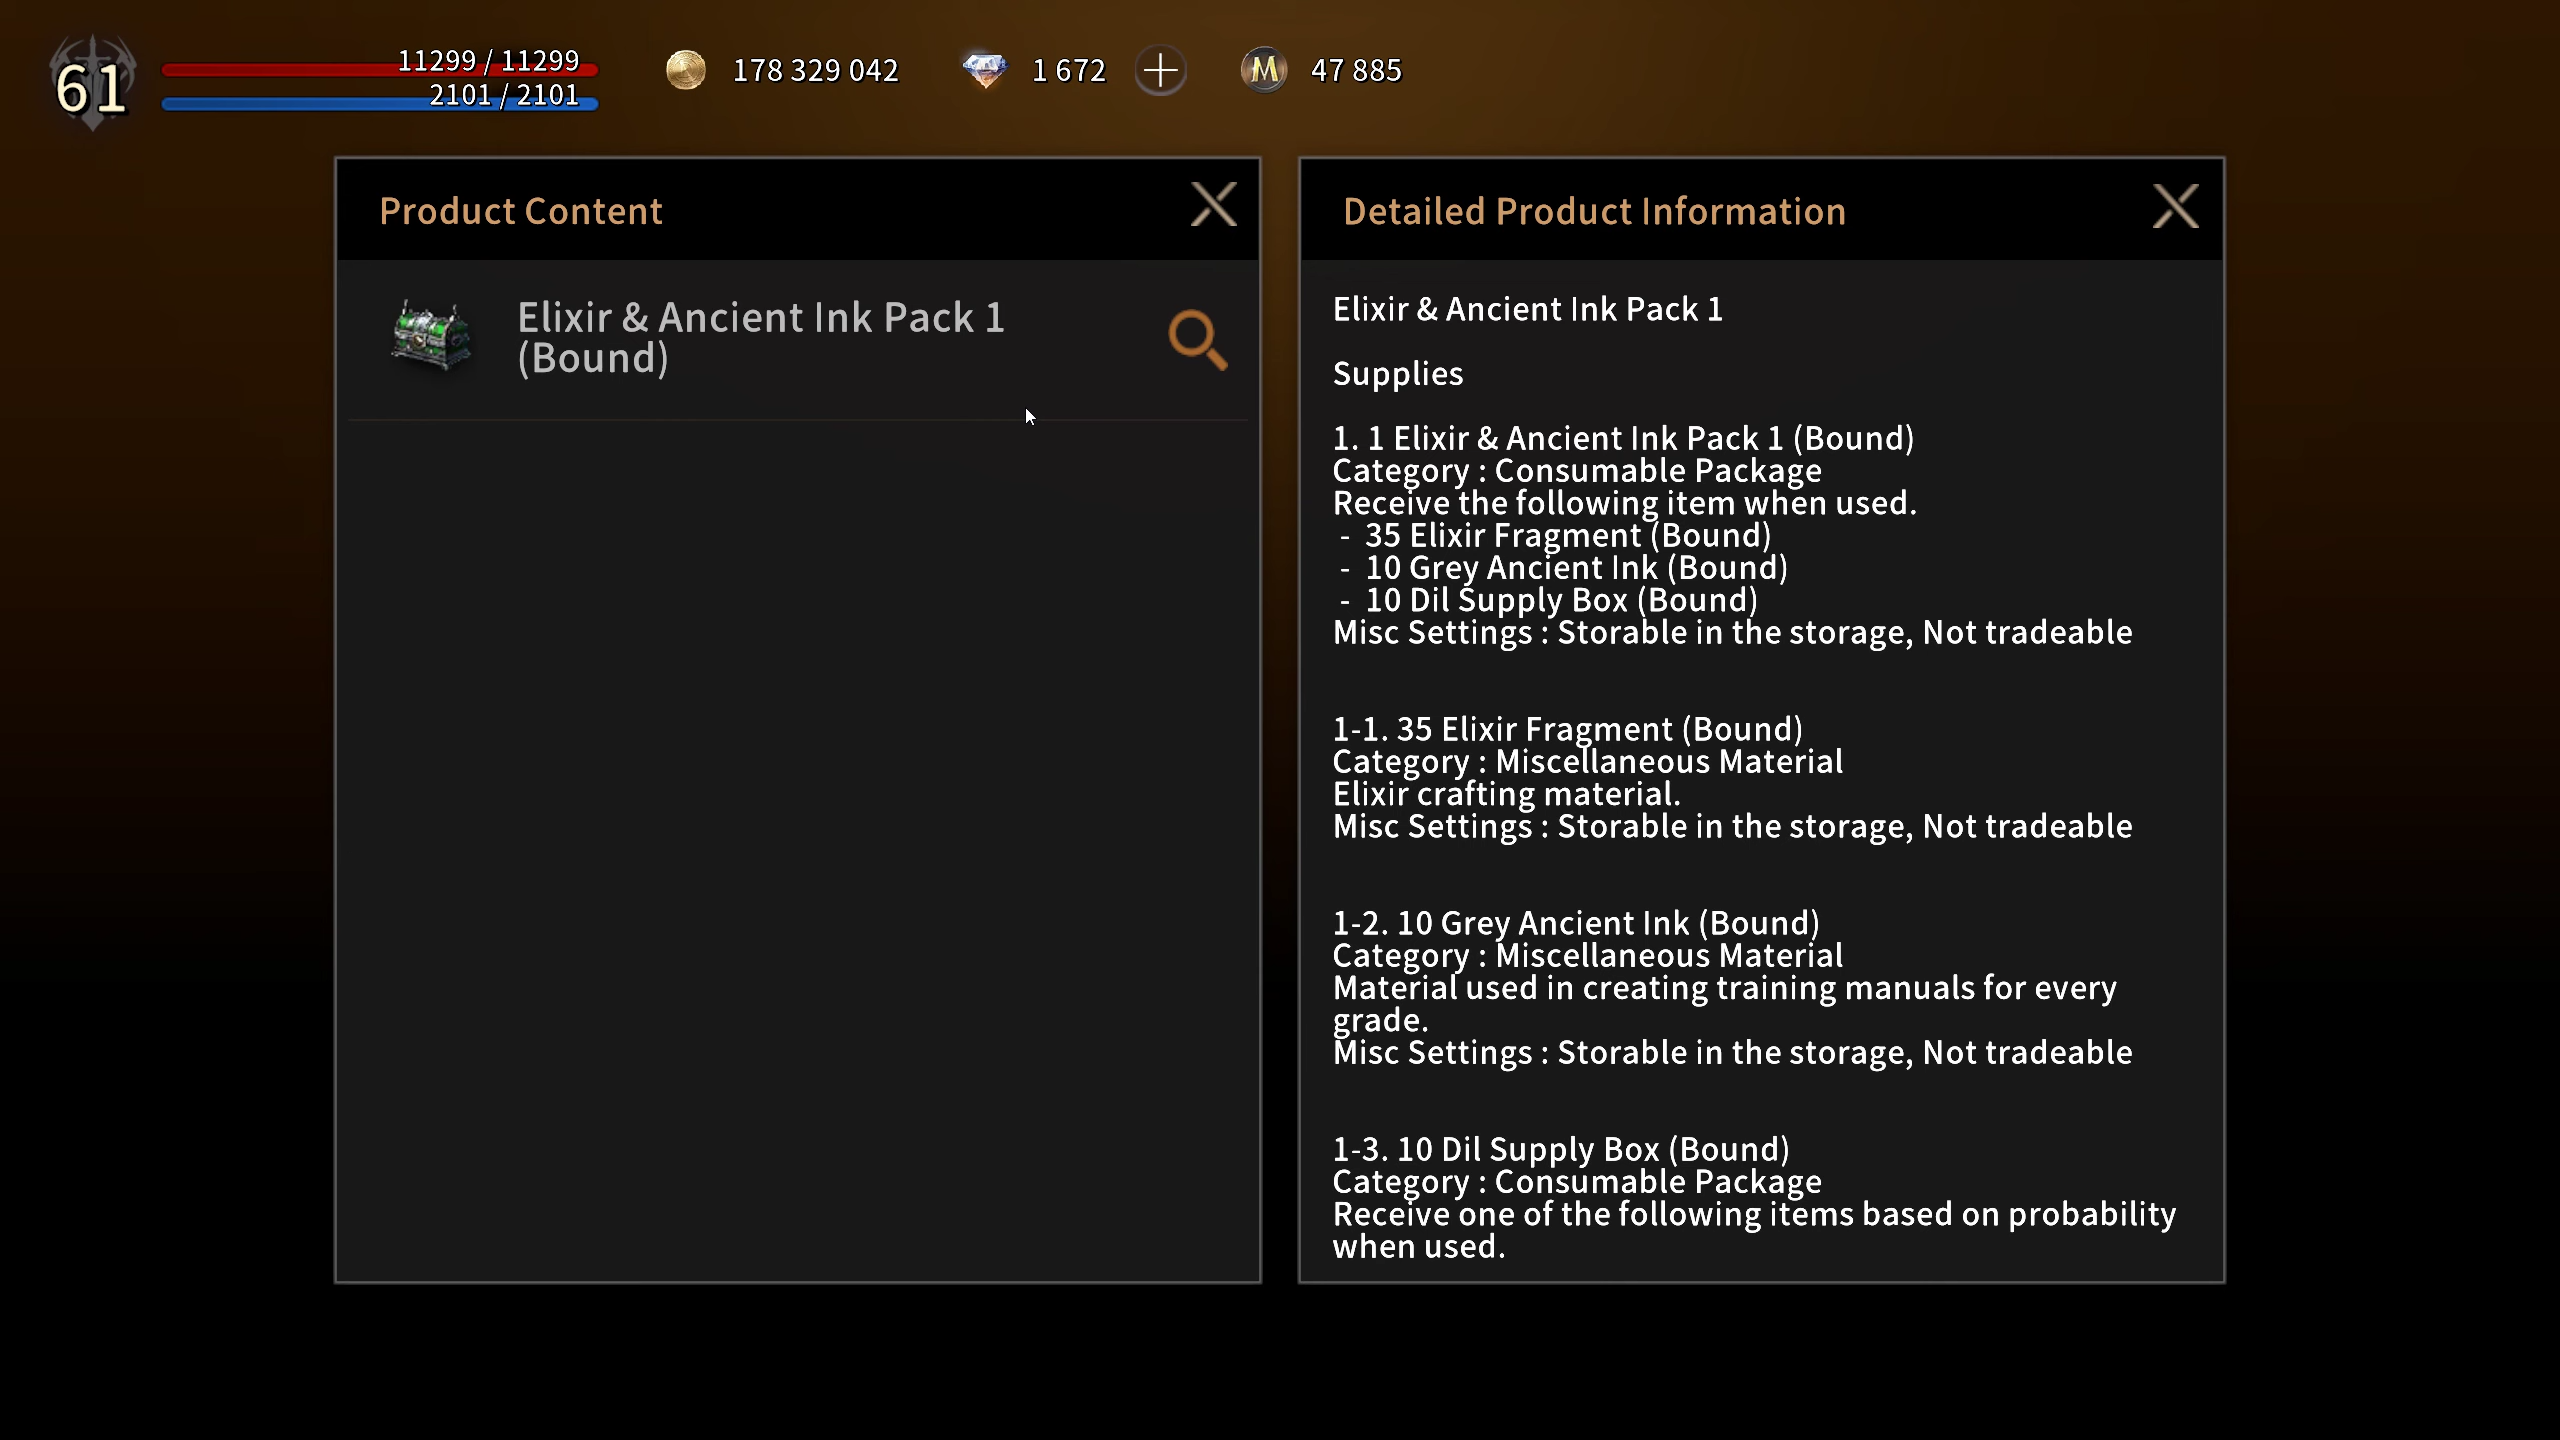 61
11299 / 11299
2101 / 2101
178 329 042
1 672
M
47 885
Product Content
Elixir & Ancient Ink Pack 1
(Bound)
Detailed Product Information
Elixir & Ancient Ink Pack 1
Supplies
1. 1 Elixir & Ancient Ink Pack 1 (Bound)
Category : Consumable Package
Receive the following item when used.
- 35 Elixir Fragment (Bound)
- 10 Grey Ancient Ink (Bound)
- 10 Dil Supply Box (Bound)
Misc Settings : Storable in the storage, Not tradeable
1-1. 35 Elixir Fragment (Bound)
Category : Miscellaneous Material
Elixir crafting material.
Misc Settings : Storable in the storage, Not tradeable
1-2. 10 Grey Ancient Ink (Bound)
Category : Miscellaneous Material
Material used in creating training manuals for every
grade.
Misc Settings : Storable in the storage, Not tradeable
1-3. 10 Dil Supply Box (Bound)
Category : Consumable Package
Receive one of the following items based on probability
when used.